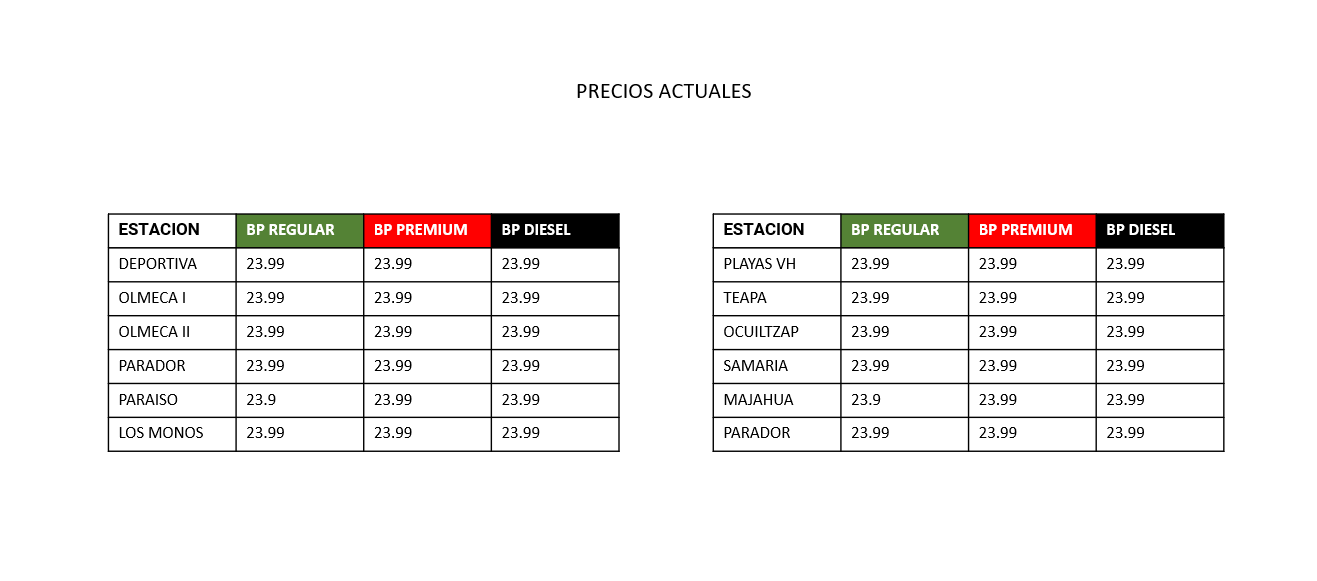 PRECIOS ACTUALES
ESTACION BP REGULAR BP PREMIUM BP DIESEL
DEPORTIVA 23.99 23.99 23.99
OLMECA I 23.99 23.99 23.99
OLMECA II 23.99 23.99 23.99
PARADOR 23.99 23.99 23.99
PARAISO 23.9 23.99 23.99
LOS MONOS 23.99 23.99 23.99
ESTACION BP REGULAR BP PREMIUM BP DIESEL
PLAYAS VH 23.99 23.99 23.99
TEAPA 23.99 23.99 23.99
OCUILTZAP 23.99 23.99 23.99
SAMARIA 23.99 23.99 23.99
MAJAHUA 23.9 23.99 23.99
PARADOR 23.99 23.99 23.99